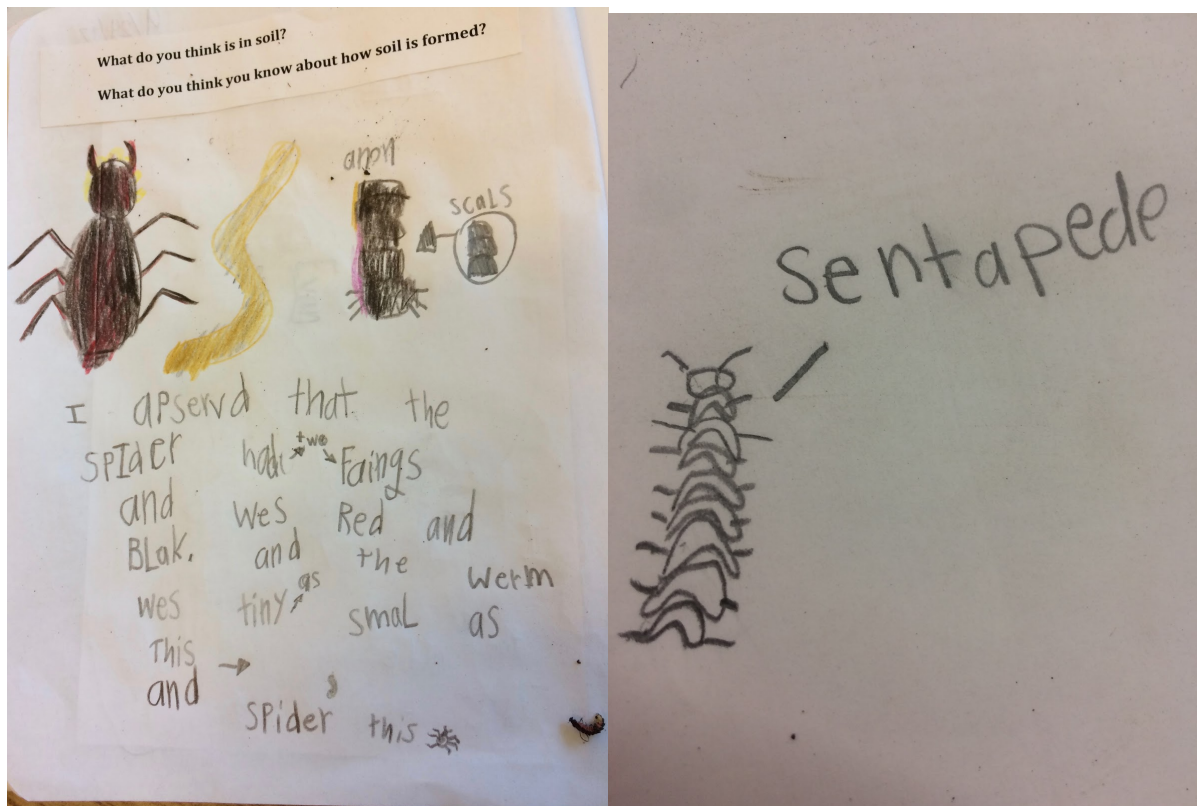 What do you think is in soil?
What do you think you know about how soil is formed?
scaLS
I apservd that the
SPIder had two Faings
and wes Red and
BLak. and the werm
wes tiny as smaL as
This
and spider this
sentapede